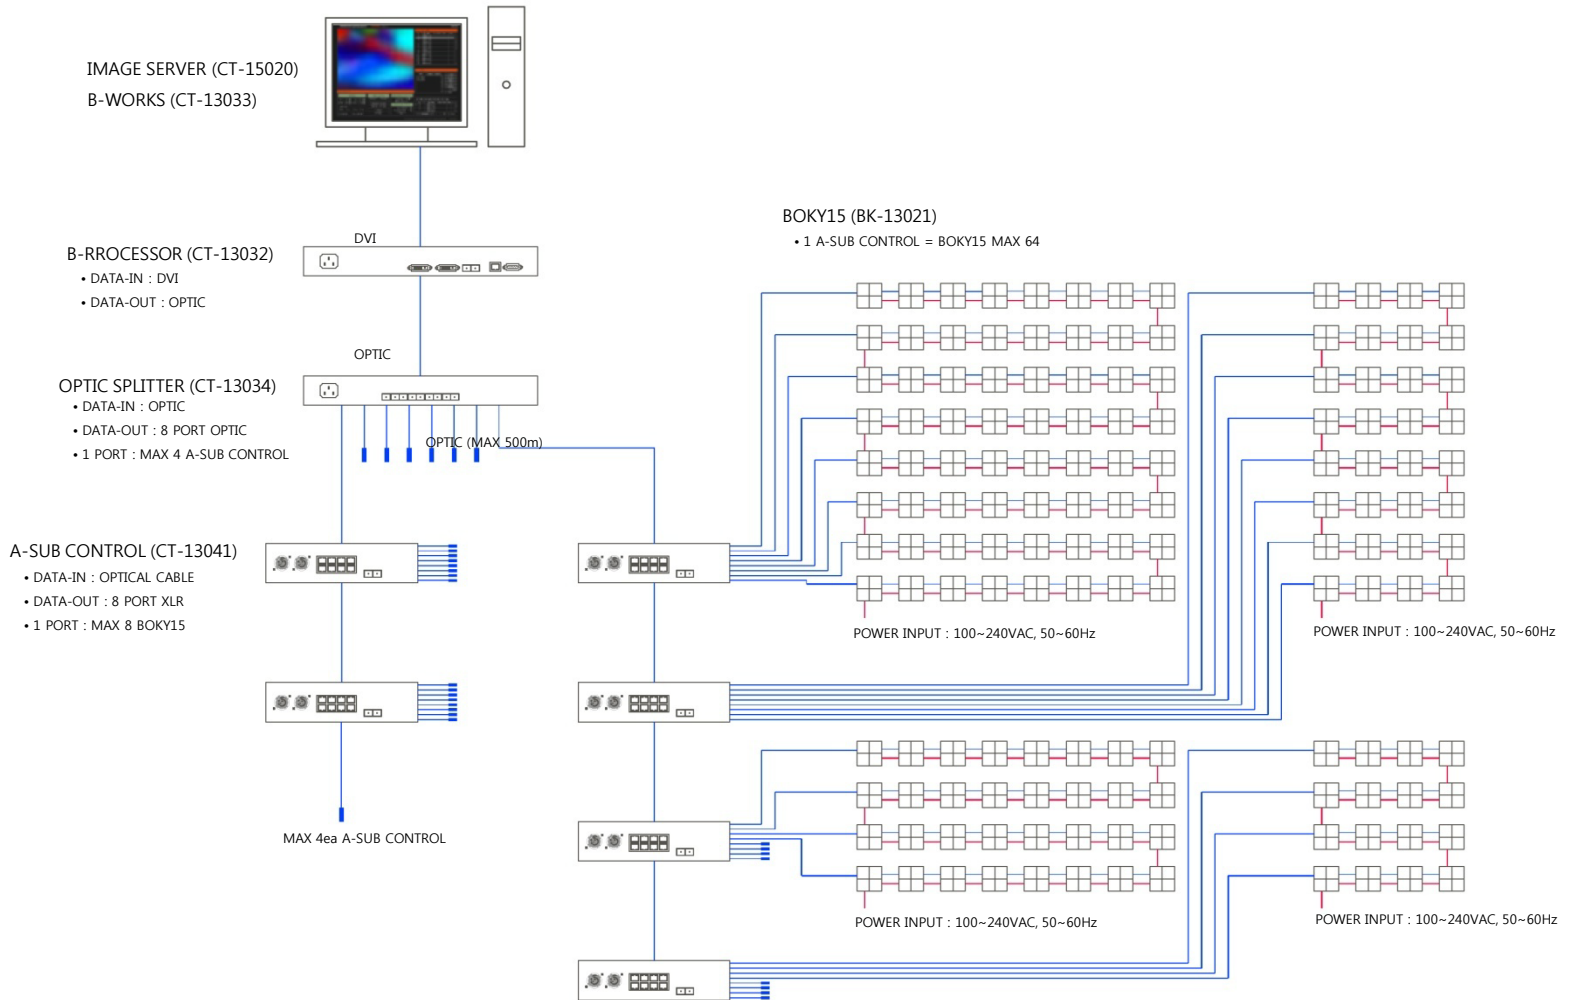 IMAGE SERVER (CT-15020)
B-WORKS (CT-13033)
DVI
B-RROCESSOR (CT-13032)
• DATA-IN : DVI
• DATA-OUT : OPTIC
OPTIC
OPTIC SPLITTER (CT-13034)
• DATA-IN : OPTIC
• DATA-OUT : 8 PORT OPTIC
• 1 PORT : MAX 4 A-SUB CONTROL
OPTIC (MAX 500m)
A-SUB CONTROL (CT-13041)
• DATA-IN : OPTICAL CABLE
• DATA-OUT : 8 PORT XLR
• 1 PORT : MAX 8 BOKY15
MAX 4ea A-SUB CONTROL
BOKY15 (BK-13021)
• 1 A-SUB CONTROL = BOKY15 MAX 64
POWER INPUT : 100~240VAC, 50~60Hz
POWER INPUT : 100~240VAC, 50~60Hz
POWER INPUT : 100~240VAC, 50~60Hz
POWER INPUT : 100~240VAC, 50~60Hz